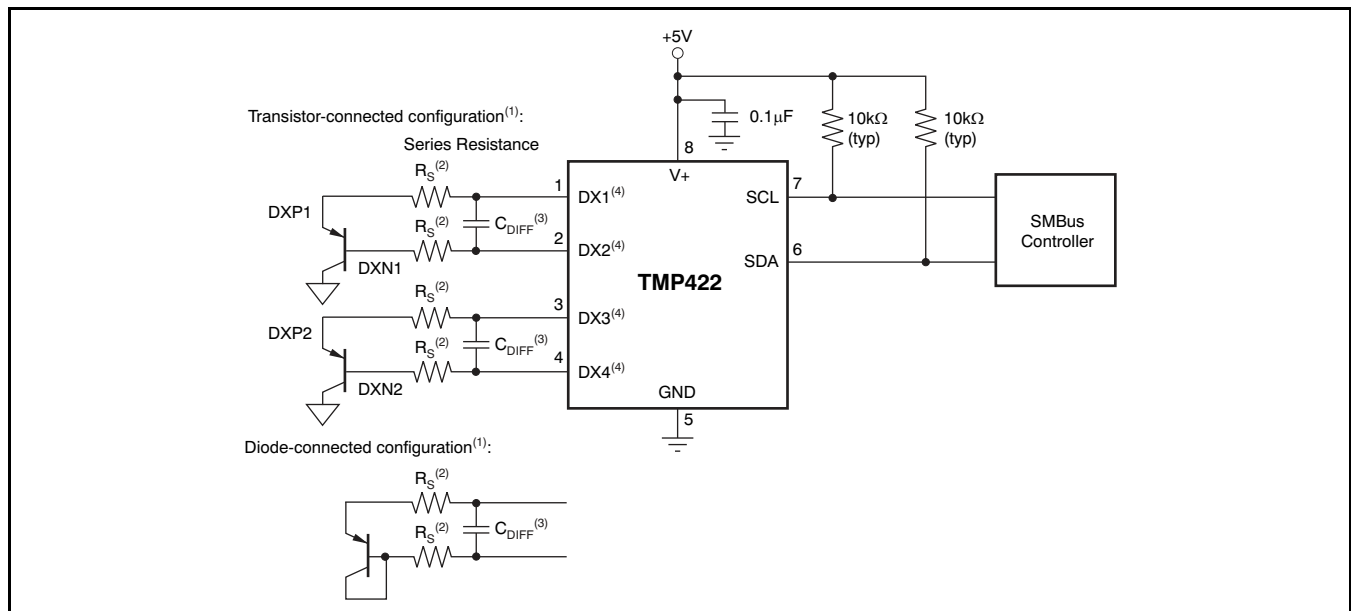 +5V
Transistor-connected configuration(1):
0.1μF
10kΩ
(typ)
10kΩ
(typ)
Series Resistance
RS(2)
8
V+
DXP1
1
DX1(4)
SCL
7
CDIFF(3)
RS(2)
2
DX2(4)
DXN1
SMBus
Controller
SDA
6
TMP422
RS(2)
DXP2
3
DX3(4)
CDIFF(3)
RS(2)
4
DX4(4)
DXN2
GND
5
Diode-connected configuration(1):
RS(2)
CDIFF(3)
RS(2)